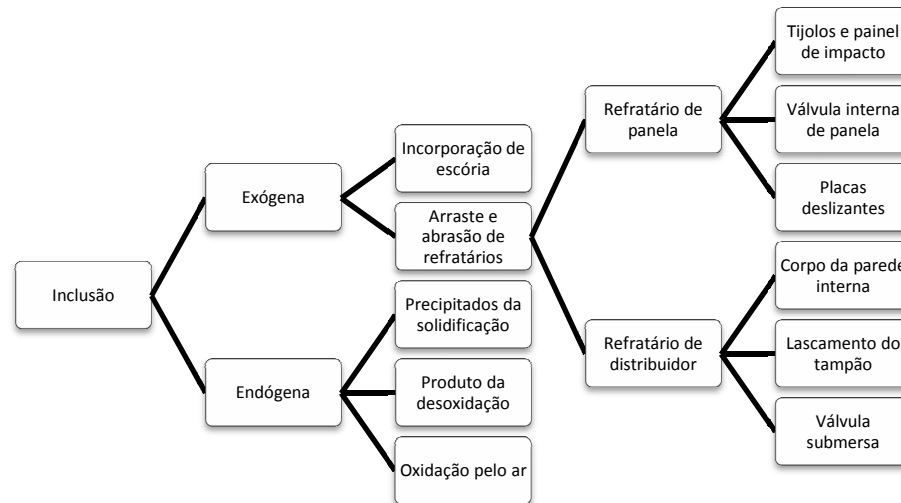 Inclusão
Exógena
Endógena
Incorporação de
escória
Arraste e
abrasão de
refratários
Precipitados da
solidificação
Produto da
desoxidação
Oxidação pelo ar
Refratário de
panela
Refratário de
distribuidor
Tijolos e painel
de impacto
Válvula interna
de panela
Placas
deslizantes
Corpo da parede
interna
Lascamento do
tampão
Válvula
submersa